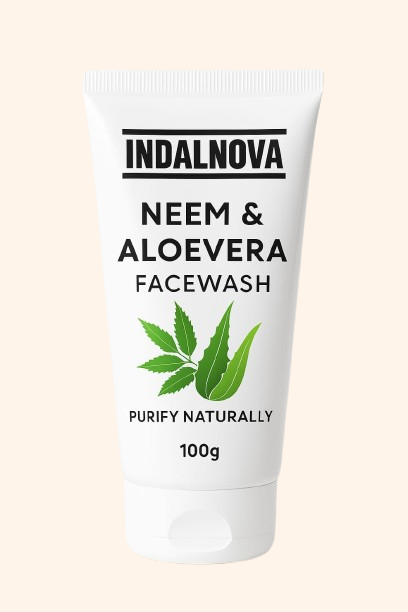 INDALNOVA
NEEM &
ALOEVERA
FACEWASH
PURIFY NATURALLY
100g